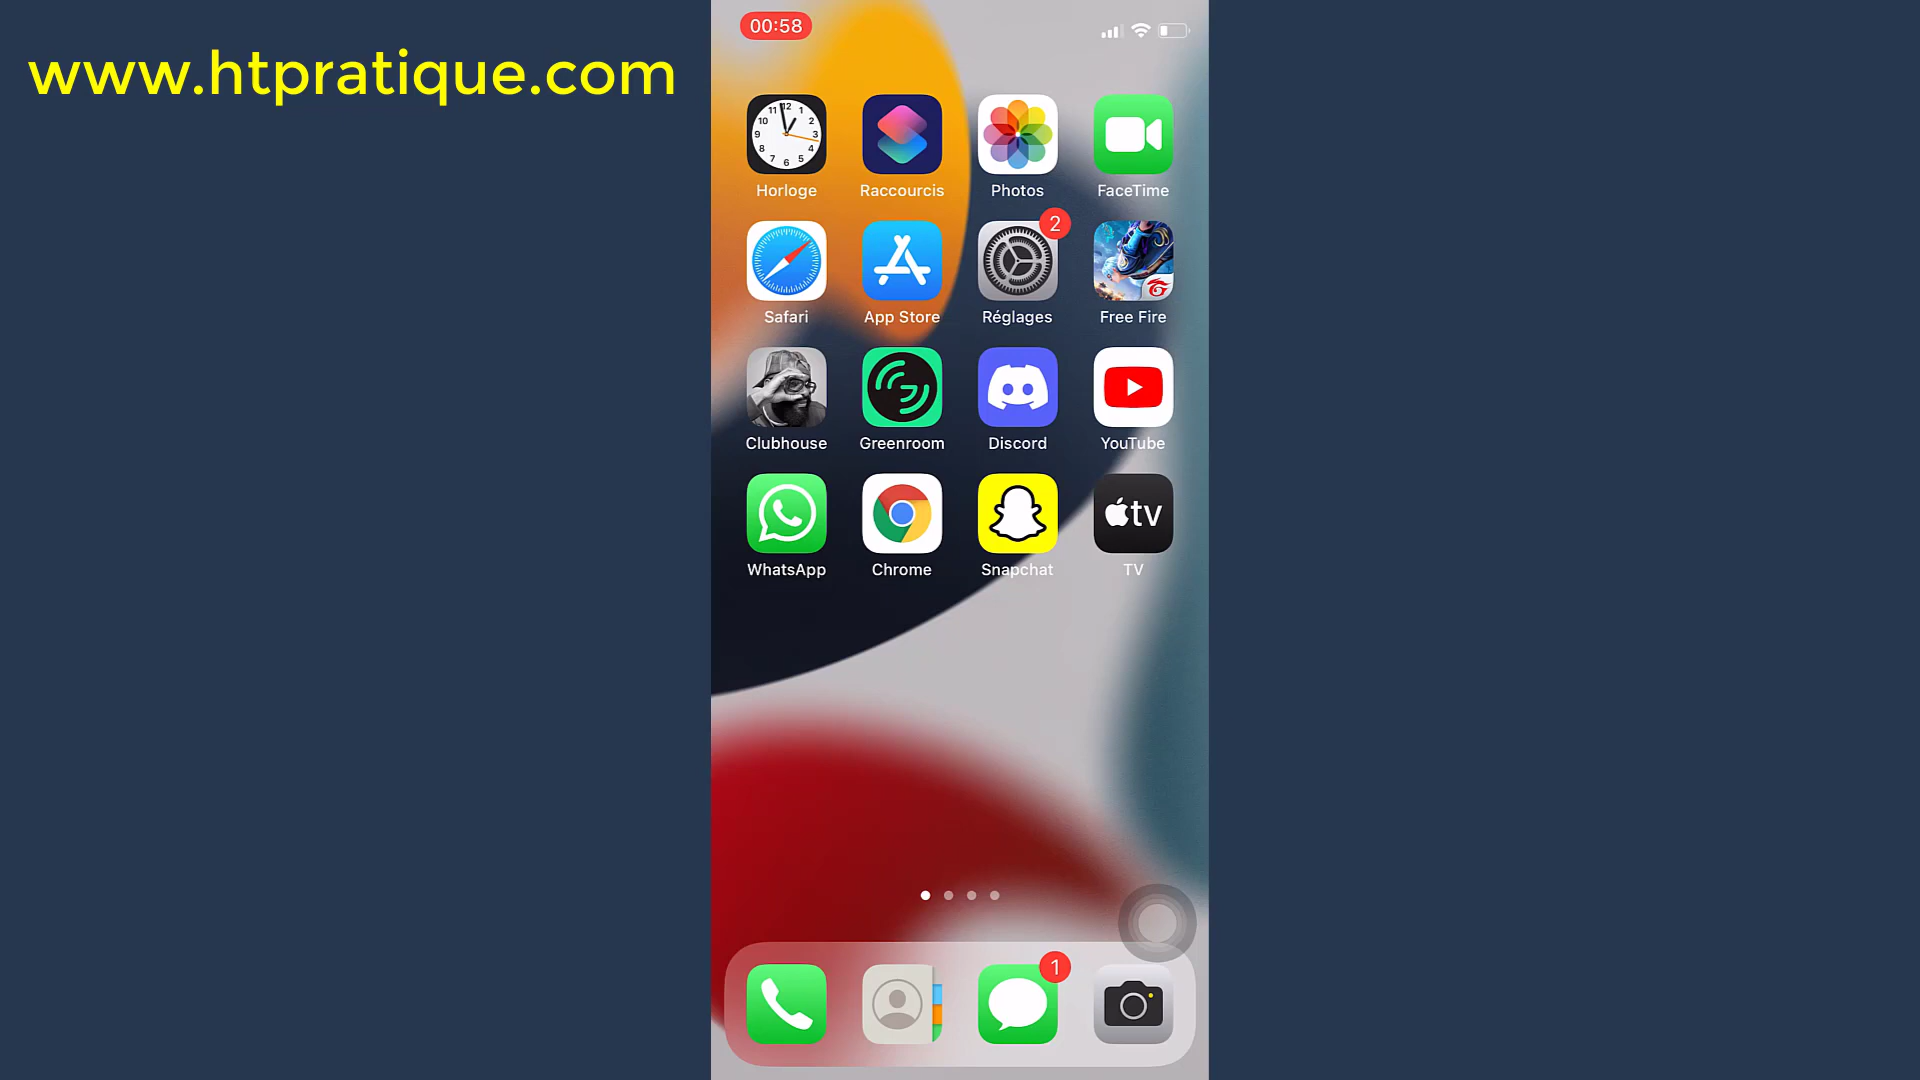 www.htpratique.com
00:58
Horloge Raccourcis Photos FaceTime
2
Safari App Store Réglages Free Fire
Clubhouse Greenroom Discord YouTube
tv
WhatsApp Chrome Snapchat TV
1